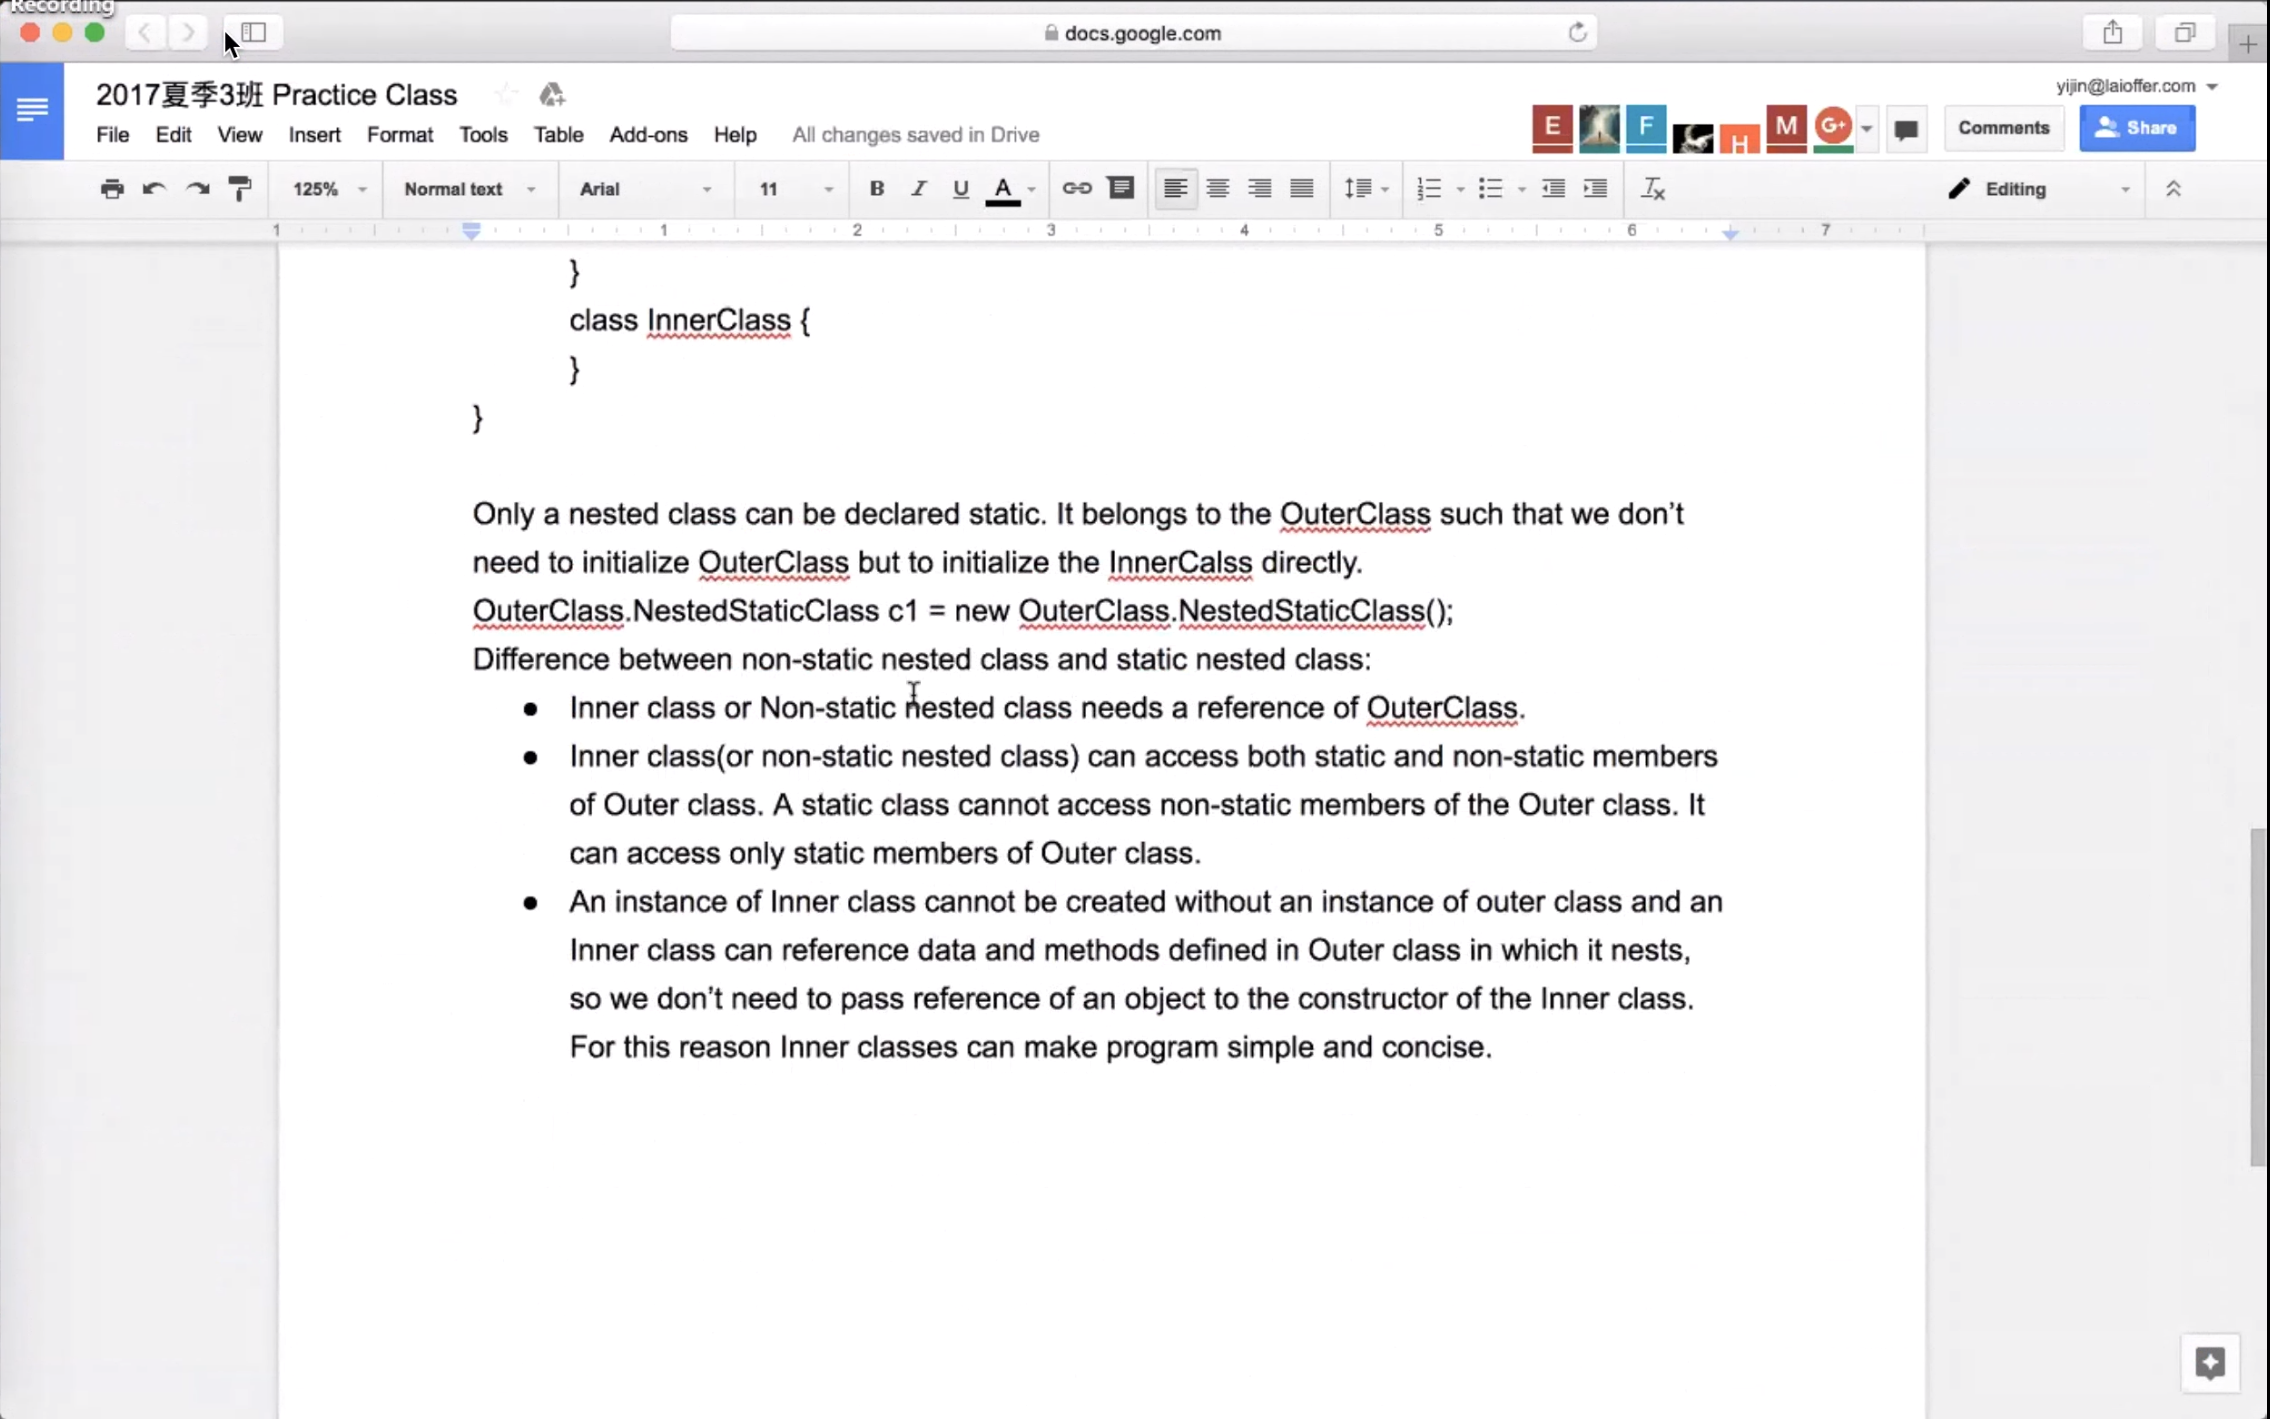 Recording
docs.google.com
2017夏季3班 Practice Class
yijin@laioffer.com
File Edit View Insert Format Tools Table Add-ons Help All changes saved in Drive
E F H M G+ Comments Share
125% Normal text Arial 11 B I U A Editing
1 1 2 3 4 5 6 7
}
class InnerClass {
}
}
Only a nested class can be declared static. It belongs to the OuterClass such that we don’t
need to initialize OuterClass but to initialize the InnerCalss directly.
OuterClass.NestedStaticClass c1 = new OuterClass.NestedStaticClass();
Difference between non-static nested class and static nested class:
● Inner class or Non-static nested class needs a reference of OuterClass.
● Inner class(or non-static nested class) can access both static and non-static members
of Outer class. A static class cannot access non-static members of the Outer class. It
can access only static members of Outer class.
● An instance of Inner class cannot be created without an instance of outer class and an
Inner class can reference data and methods defined in Outer class in which it nests,
so we don’t need to pass reference of an object to the constructor of the Inner class.
For this reason Inner classes can make program simple and concise.